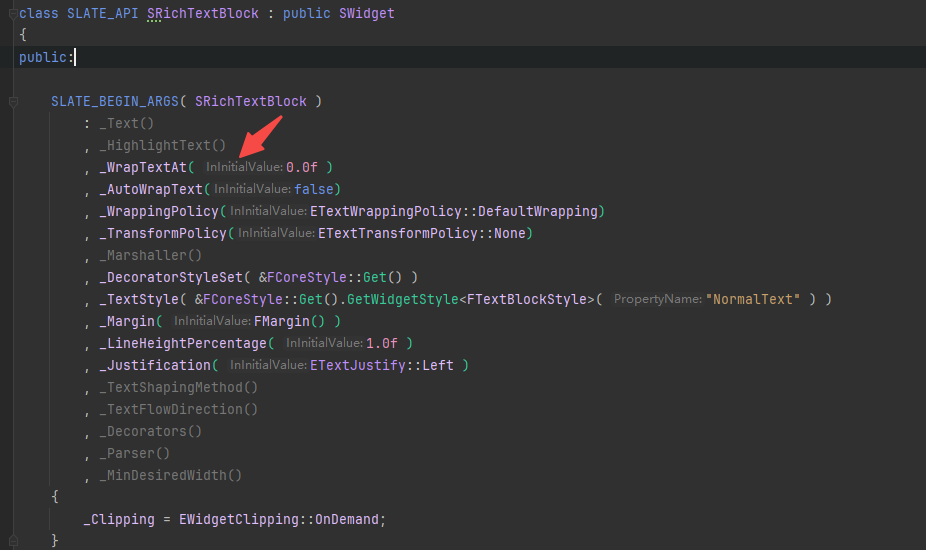 class SLATE_API SRichTextBlock : public SWidget
{
public:
SLATE_BEGIN_ARGS( SRichTextBlock )
: _Text()
, _HighlightText()
, _WrapTextAt( InInitialValue: 0.0f )
, _AutoWrapText( InInitialValue: false)
, _WrappingPolicy( InInitialValue: ETextWrappingPolicy::DefaultWrapping)
, _TransformPolicy( InInitialValue: ETextTransformPolicy::None)
, _Marshaller()
, _DecoratorStyleSet( &FCoreStyle::Get() )
, _TextStyle( &FCoreStyle::Get().GetWidgetStyle<FTextBlockStyle>( PropertyName: "NormalText" ) )
, _Margin( InInitialValue: FMargin() )
, _LineHeightPercentage( InInitialValue: 1.0f )
, _Justification( InInitialValue: ETextJustify::Left )
, _TextShapingMethod()
, _TextFlowDirection()
, _Decorators()
, _Parser()
, _MinDesiredWidth()
{
_Clipping = EWidgetClipping::OnDemand;
}